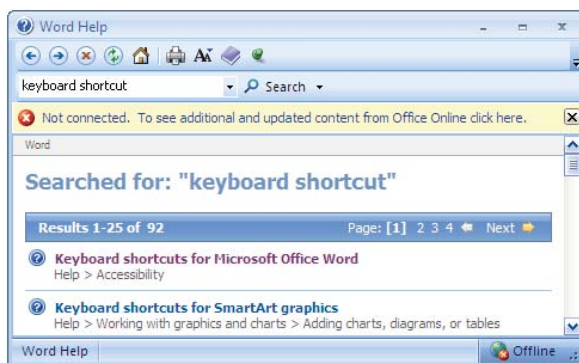 Word Help
AA
keyboard shortcut Search
Not connected. To see additional and updated content from Office Online click here.
Word
Searched for: "keyboard shortcut"
Results 1-25 of 92 Page: [1] 2 3 4 Next
Keyboard shortcuts for Microsoft Office Word
Help > Accessibility
Keyboard shortcuts for SmartArt graphics
Help > Working with graphics and charts > Adding charts, diagrams, or tables
Word Help Offline